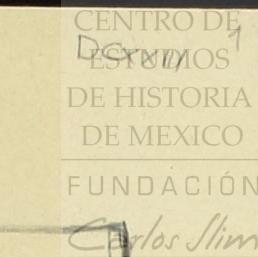 CENTRO DE
ESTUDIOS
DE HISTORIA
DE MEXICO
FUNDACIÓN
Carlos Slim